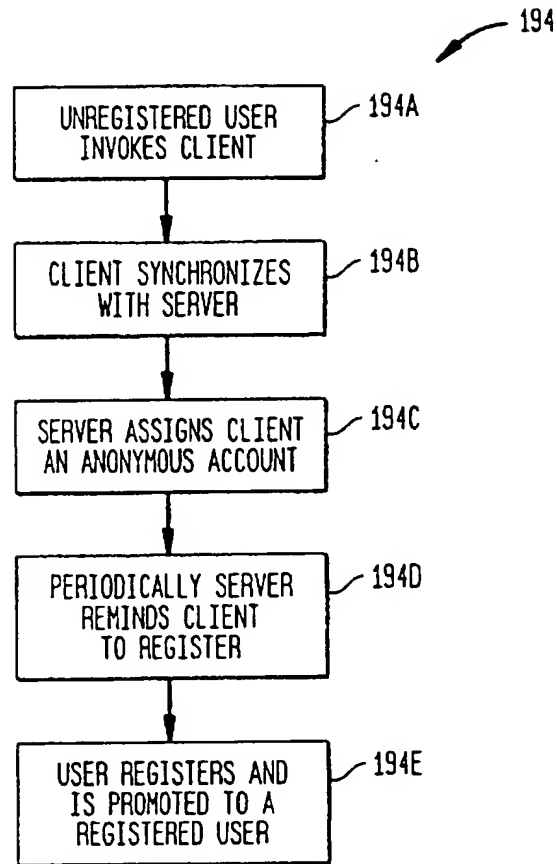 194
UNREGISTERED USER
INVOKES CLIENT
194A
CLIENT SYNCHRONIZES
WITH SERVER
194B
SERVER ASSIGNS CLIENT
AN ANONYMOUS ACCOUNT
194C
PERIODICALLY SERVER
REMINDS CLIENT
TO REGISTER
194D
USER REGISTERS AND
IS PROMOTED TO A
REGISTERED USER
194E